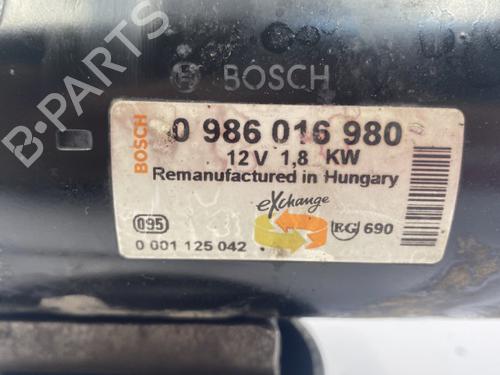 B-PARTS
BOSCH
BOSCH
0 986 016 980
12 V 1,8 KW
Remanufactured in Hungary
eXchange
095
RG 690
0 001 125 042